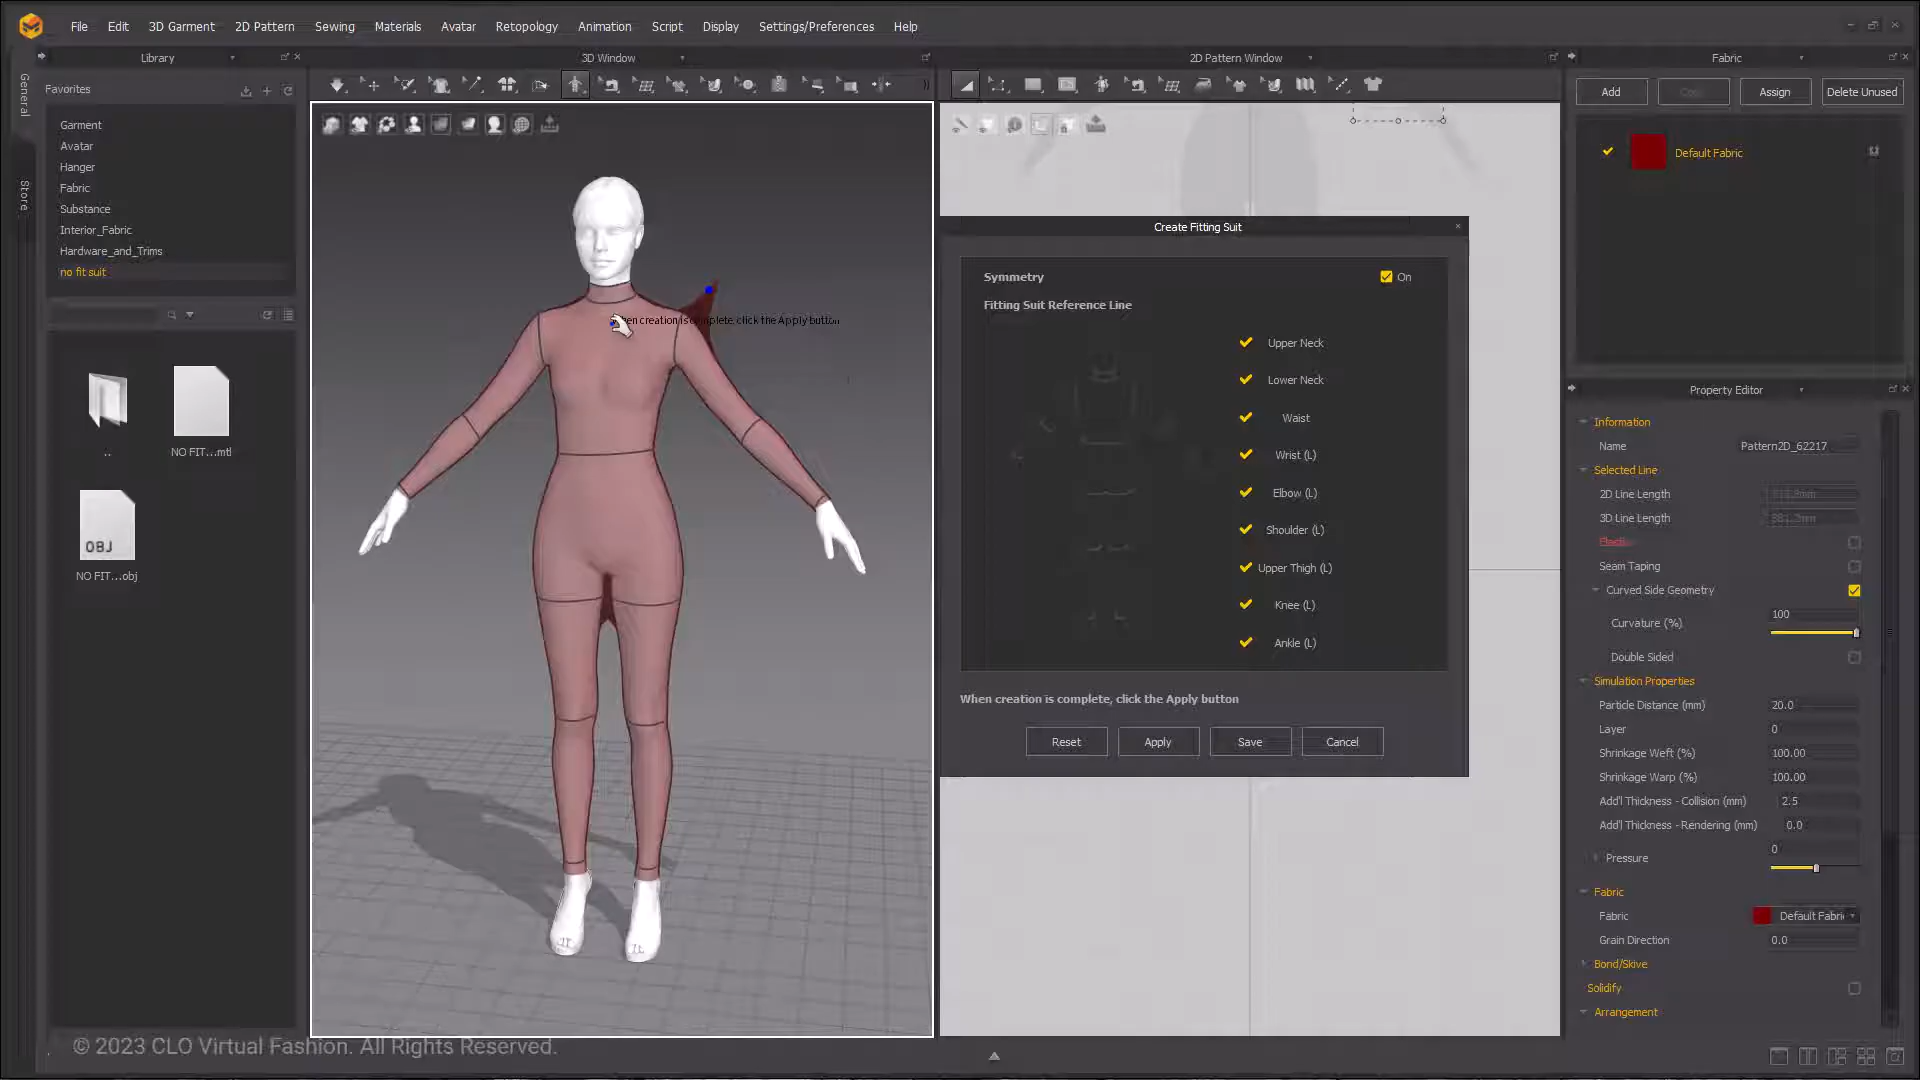 File Edit 3D Garment 2D Pattern Sewing Materials Avatar Retopology Animation Script Display Settings/Preferences Help
Library 3D Window 2D Pattern Window Fabric
General
Store
Favorites
Garment
Avatar
Hanger
Fabric
Substance
Interior_Fabric
Hardware_and_Trims
no fit suit
..
NO FIT...mtl
OBJ
NO FIT...obj
When creation is complete, click the Apply button
Create Fitting Suit
Symmetry On
Fitting Suit Reference Line
Upper Neck
Lower Neck
Waist
Wrist (L)
Elbow (L)
Shoulder (L)
Upper Thigh (L)
Knee (L)
Ankle (L)
When creation is complete, click the Apply button
Reset Apply Save Cancel
Add Assign Delete Unused
Default Fabric
Property Editor
Information
Name Pattern2D_62217
Selected Line
2D Line Length
3D Line Length
Seam Taping
Curved Side Geometry
100
Curvature (%)
Double Sided
Simulation Properties
Particle Distance (mm) 20.0
Layer 0
Shrinkage Weft (%) 100.00
Shrinkage Warp (%) 100.00
Add'l Thickness - Collision (mm) 2.5
Add'l Thickness - Rendering (mm) 0.0
0
Pressure
Fabric
Fabric Default Fabri
Grain Direction 0.0
Bond/Skive
Solidify
Arrangement
© 2023 CLO Virtual Fashion. All Rights Reserved.